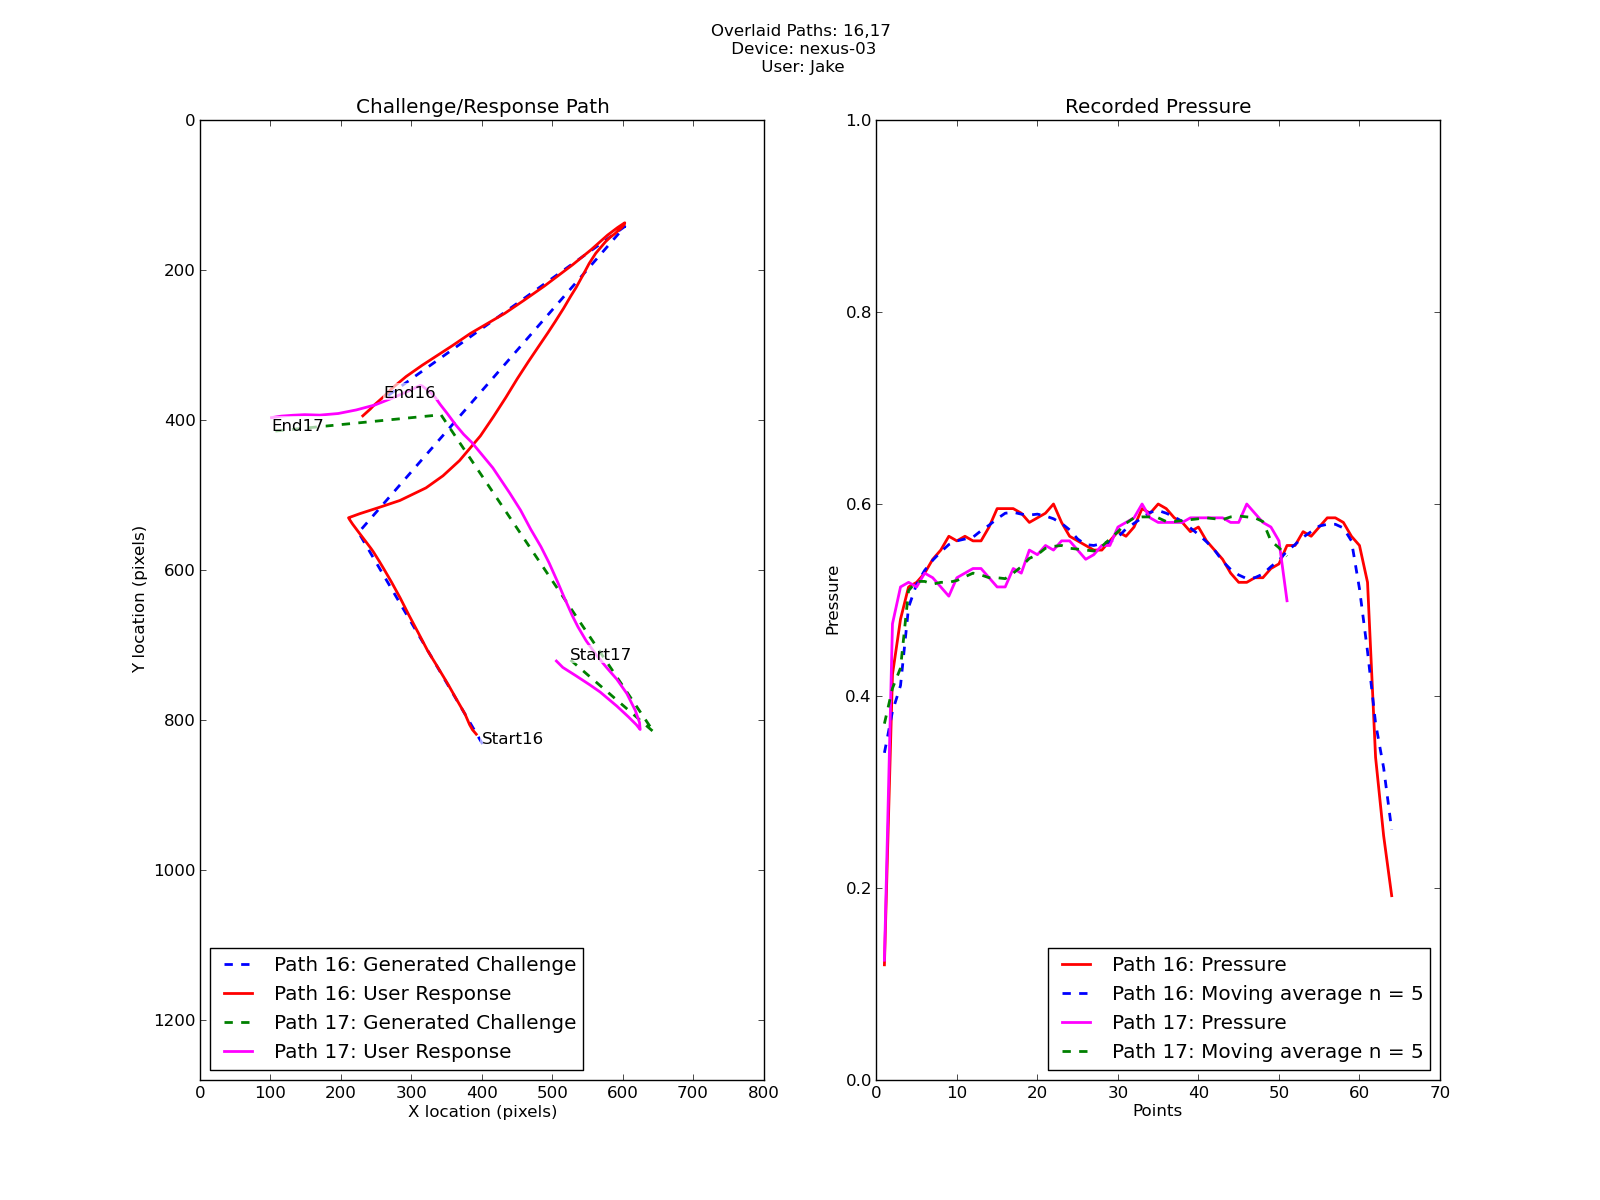 Overlaid Paths: 16,17
Device: nexus-03
User: Jake
Challenge/Response Path
0
200
400
600
800
1000
1200
Y location (pixels)
End16
End17
Start17
Start16
Path 16: Generated Challenge
Path 16: User Response
Path 17: Generated Challenge
Path 17: User Response
0 100 200 300 400 500 600 700 800
X location (pixels)
Recorded Pressure
1.0
0.8
0.6
0.4
0.2
0.0
Pressure
Path 16: Pressure
Path 16: Moving average n = 5
Path 17: Pressure
Path 17: Moving average n = 5
0 10 20 30 40 50 60 70
Points